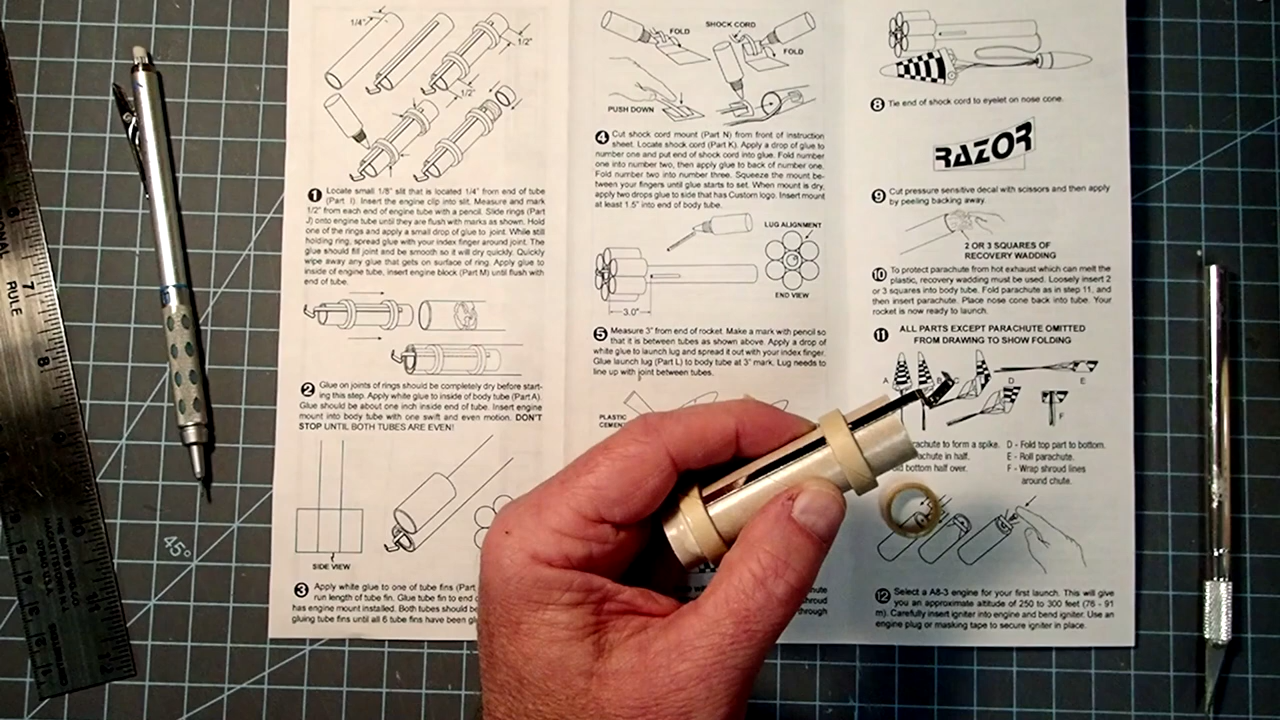 1/4"
1/2"
1/2"
1 Locate small 1/8" slit that is located 1/4" from end of tube
(Part I). Insert the engine clip into slit. Measure and mark
1/2" from each end of engine tube with a pencil. Slide rings (Part
J) onto engine tube until they are flush with marks as shown. Hold
one of the rings and apply a small drop of glue to joint. While still
holding ring, spread glue with your index finger around joint. The
glue should fill joint and be smooth so it will dry quickly. Quickly
wipe away any glue that gets on surface of ring. Apply glue to
inside of engine tube, insert engine block (Part M) until flush with
end of tube.
2 Glue on joints of rings should be completely dry before start-
ing this step. Apply white glue to inside of body tube (Part A).
Glue should be about one inch inside end of tube. Insert engine
mount into body tube with one swift and even motion. DON'T
STOP UNTIL BOTH TUBES ARE EVEN!
SIDE VIEW
3 Apply white glue to one of tube fins (Part
run length of tube fin. Glue tube fin to end
has engine mount installed. Both tubes should be
gluing tube fins until all 6 tube fins have been
FOLD
SHOCK CORD
FOLD
PUSH DOWN
4 Cut shock cord mount (Part N) from front of instruction
sheet. Locate shock cord (Part K). Apply a drop of glue to
number one and put end of shock cord into glue. Fold number
one into number two, then apply glue to back of number one.
Fold number two into number three. Squeeze the mount be-
tween your fingers until glue starts to set. When mount is dry,
apply two drops glue to side that has Custom logo. Insert mount
at least 1.5" into end of body tube.
LUG ALIGNMENT
END VIEW
3.0"
5 Measure 3" from end of rocket. Make a mark with pencil so
that it is between tubes as shown above. Apply a drop of
white glue to launch lug and spread it out with your index finger.
Glue launch lug (Part L) to body tube at 3" mark. Lug needs to
line up with joint between tubes.
PLASTIC
CEMENT
through
8 Tie end of shock cord to eyelet on nose cone.
RAZOR
9 Cut pressure sensitive decal with scissors and then apply
by peeling backing away.
2 OR 3 SQUARES OF
RECOVERY WADDING
10 To protect parachute from hot exhaust which can melt the
plastic, recovery wadding must be used. Loosely insert 2
or 3 squares into body tube. Fold parachute as in step 11, and
then insert parachute. Place nose cone back into tube. Your
rocket is now ready to launch.
11 ALL PARTS EXCEPT PARACHUTE OMITTED
FROM DRAWING TO SHOW FOLDING
A
D
E
F
to form a spike.
in half.
bottom half over.
D - Fold top part to bottom.
E - Roll parachute.
F - Wrap shroud lines
around chute.
12 Select a A8-3 engine for your first launch. This will give
you an approximate altitude of 250 to 300 feet (76 - 91
m). Carefully insert igniter into engine and bend igniter. Use an
engine plug or masking tape to secure igniter in place.
45°
RULE
6
7
8